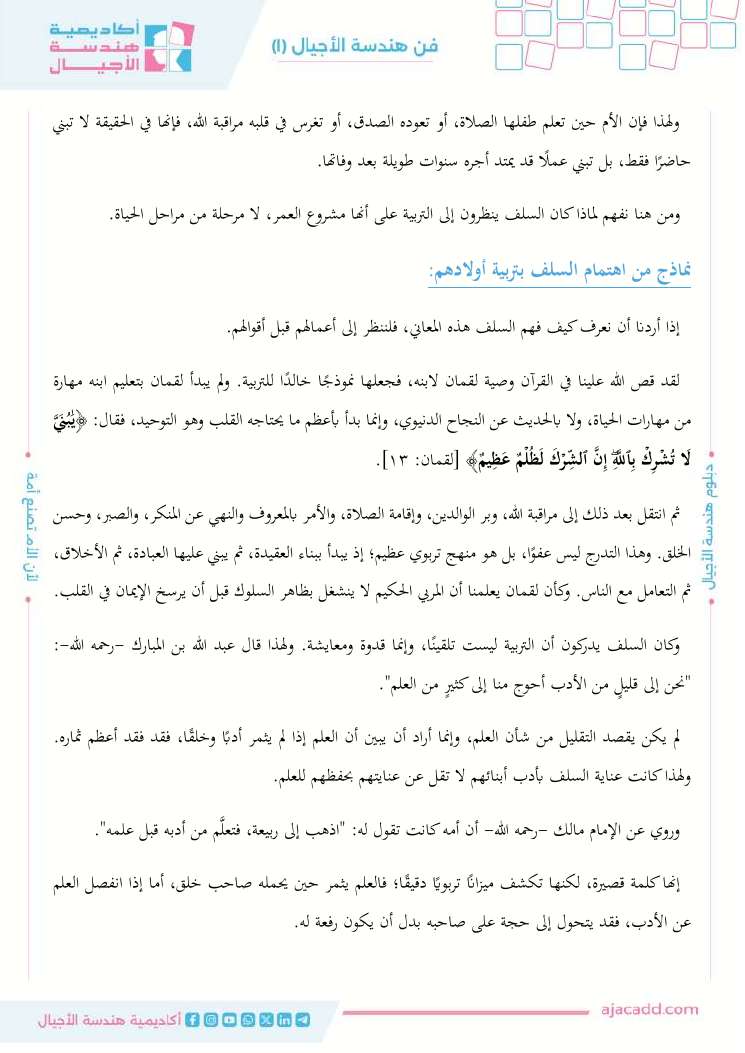 أكاديمية
هندسة
الأجيال
فن هندسة الأجيال (١)
ولهذا فإن الأم حين تعلم طفلها الصلاة، أو تعوده الصدق، أو تغرس في قلبه مراقبة الله، فإنها في الحقيقة لا تبني
حاضرًا فقط، بل تبني عملًا قد يمتد أجره سنوات طويلة بعد وفاتها.
ومن هنا نفهم لماذا كان السلف ينظرون إلى التربية على أنها مشروع العمر، لا مرحلة من مراحل الحياة.
نماذج من اهتمام السلف بتربية أولادهم:
إذا أردنا أن نعرف كيف فهم السلف هذه المعاني، فلننظر إلى أعمالهم قبل أقوالهم.
لقد قص الله علينا في القرآن وصية لقمان لابنه، فجعلها نموذجًا خالدًا للتربية. ولم يبدأ لقمان بتعليم ابنه مهارة
من مهارات الحياة، ولا بالحديث عن النجاح الدنيوي، وإنما بدأ بأعظم ما يحتاجه القلب وهو التوحيد، فقال: ﴿يَٰبُنَيَّ
لَا تُشْرِكْ بِٱللَّهِۖ إِنَّ ٱلشِّرْكَ لَظُلْمٌ عَظِيمٌ﴾ [لقمان: ١٣].
ثم انتقل بعد ذلك إلى مراقبة الله، وبر الوالدين، وإقامة الصلاة، والأمر بالمعروف والنهي عن المنكر، والصبر، وحسن
الخلق. وهذا التدرج ليس عفوًا، بل هو منهج تربوي عظيم؛ إذ يبدأ ببناء العقيدة، ثم يبني عليها العبادة، ثم الأخلاق،
ثم التعامل مع الناس. وكأن لقمان يعلمنا أن المربي الحكيم لا ينشغل بظاهر السلوك قبل أن يرسخ الإيمان في القلب.
وكان السلف يدركون أن التربية ليست تلقينًا، وإنما قدوة ومعايشة. ولهذا قال عبد الله بن المبارك –رحمه الله–:
"نحن إلى قليلٍ من الأدب أحوج منا إلى كثيرٍ من العلم".
لم يكن يقصد التقليل من شأن العلم، وإنما أراد أن يبين أن العلم إذا لم يثمر أدبًا وخلقًا، فقد فقد أعظم ثماره.
ولهذا كانت عناية السلف بأدب أبنائهم لا تقل عن عنايتهم بحفظهم للعلم.
وروي عن الإمام مالك –رحمه الله– أن أمه كانت تقول له: "اذهب إلى ربيعة، فتعلَّم من أدبه قبل علمه".
إنها كلمة قصيرة، لكنها تكشف ميزانًا تربويًا دقيقًا؛ فالعلم يثمر حين يحمله صاحب خلق، أما إذا انفصل العلم
عن الأدب، فقد يتحول إلى حجة على صاحبه بدل أن يكون رفعة له.
دبلوم هندسة الأجيال
لأن الأم تصنع أمة
أكاديمية هندسة الأجيال
ajacadd.com